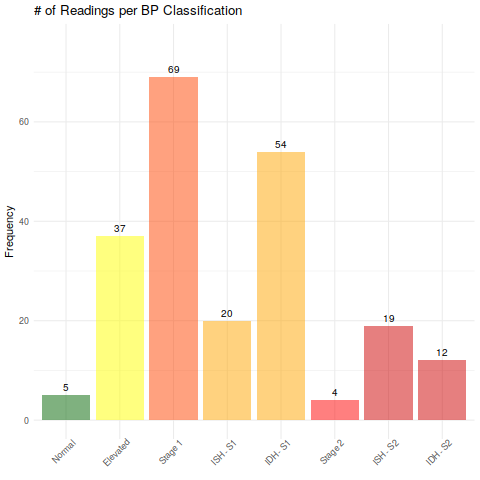 # of Readings per BP Classification
Frequency
60
40
20
0
5
37
69
20
54
4
19
12
Normal
Elevated
Stage 1
ISH - S1
IDH - S1
Stage 2
ISH - S2
IDH - S2